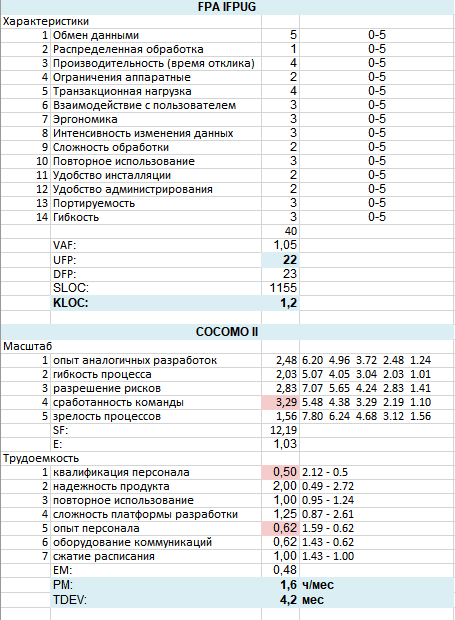 FPA IFPUG
Характеристики
1 Обмен данными 5 0-5
2 Распределенная обработка 1 0-5
3 Производительность (время отклика) 4 0-5
4 Ограничения аппаратные 2 0-5
5 Транзакционная нагрузка 4 0-5
6 Взаимодействие с пользователем 3 0-5
7 Эргономика 3 0-5
8 Интенсивность изменения данных 3 0-5
9 Сложность обработки 2 0-5
10 Повторное использование 3 0-5
11 Удобство инсталляции 2 0-5
12 Удобство администрирования 2 0-5
13 Портируемость 3 0-5
14 Гибкость 3 0-5
40
VAF: 1,05
UFP: 22
DFP: 23
SLOC: 1155
KLOC: 1,2
COCOMO II
Масштаб
1 опыт аналогичных разработок 2,48 6.20 4.96 3.72 2.48 1.24
2 гибкость процесса 2,03 5.07 4.05 3.04 2.03 1.01
3 разрешение рисков 2,83 7.07 5.65 4.24 2.83 1.41
4 сработанность команды 3,29 5.48 4.38 3.29 2.19 1.10
5 зрелость процессов 1,56 7.80 6.24 4.68 3.12 1.56
SF: 12,19
E: 1,03
Трудоемкость
1 квалификация персонала 0,50 2.12 - 0.5
2 надежность продукта 2,00 0.49 - 2.72
3 повторное использование 1,00 0.95 - 1.24
4 сложность платформы разработки 1,25 0.87 - 2.61
5 опыт персонала 0,62 1.59 - 0.62
6 оборудование коммуникаций 0,62 1.43 - 0.62
7 сжатие расписания 1,00 1.43 - 1.00
EM: 0,48
PM: 1,6 ч/мес
TDEV: 4,2 мес